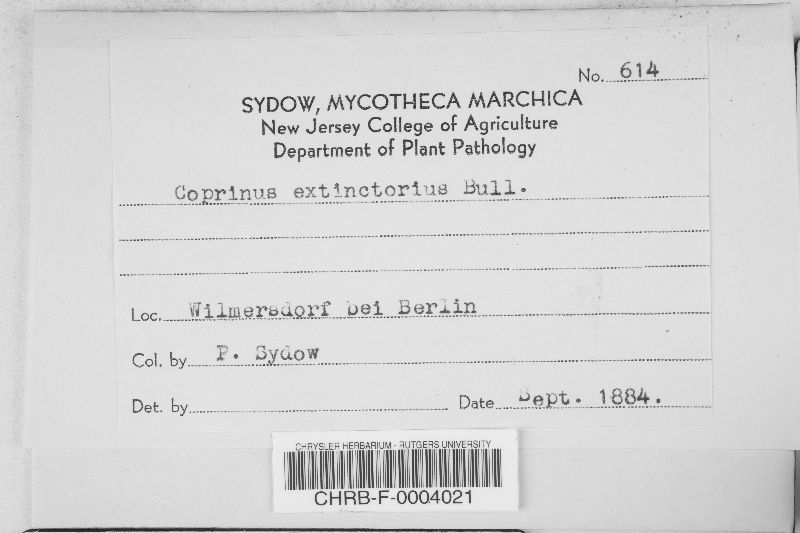 No. 614
SYDOW, MYCOTHECA MARCHICA
New Jersey College of Agriculture
Department of Plant Pathology
Coprinus extinctorius Bull.
Loc. Wilmersdorf bei Berlin
Col. by P. Sydow
Det. by Date Sept. 1884.
CHRYSLER HERBARIUM - RUTGERS UNIVERSITY
CHRB-F-0004021